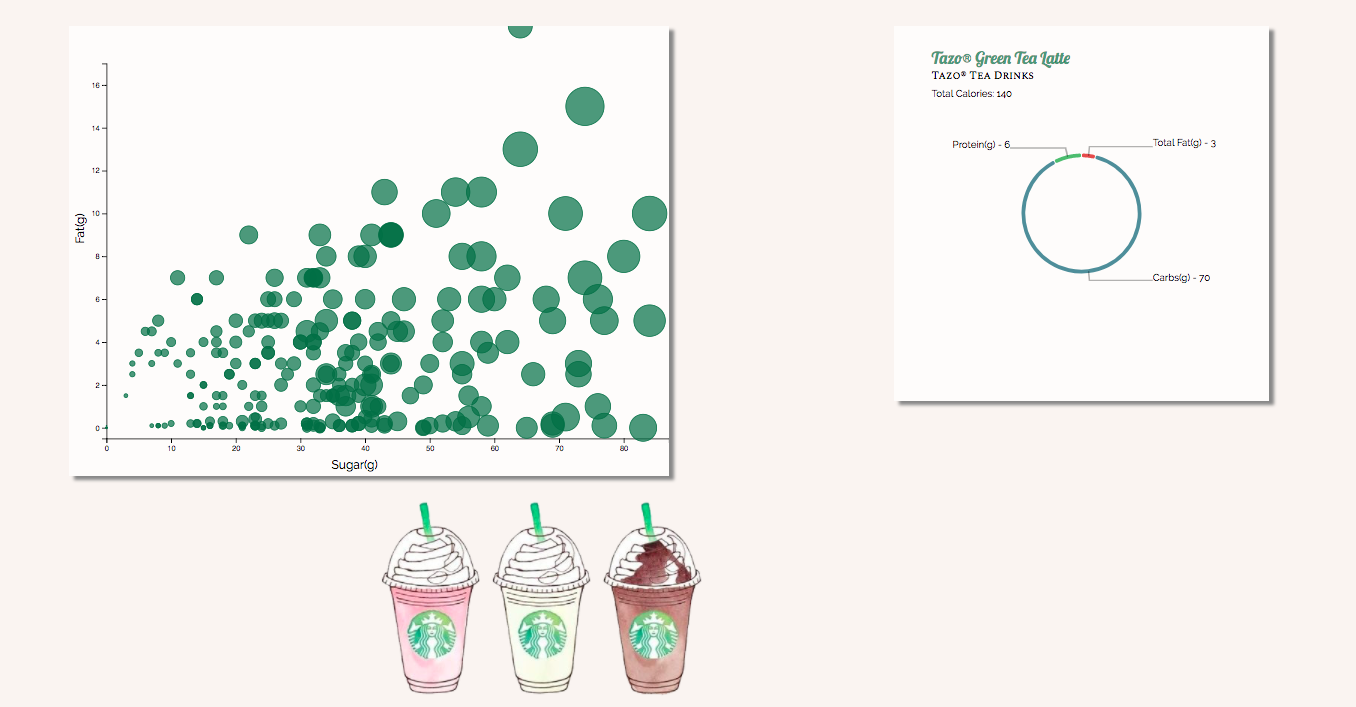 16
14
12
10
8
6
4
2
0
Fat(g)
0 10 20 30 40 50 60 70 80
Sugar(g)
Tazo® Green Tea Latte
Tazo® Tea Drinks
Total Calories: 140
Protein(g) - 6
Total Fat(g) - 3
Carbs(g) - 70